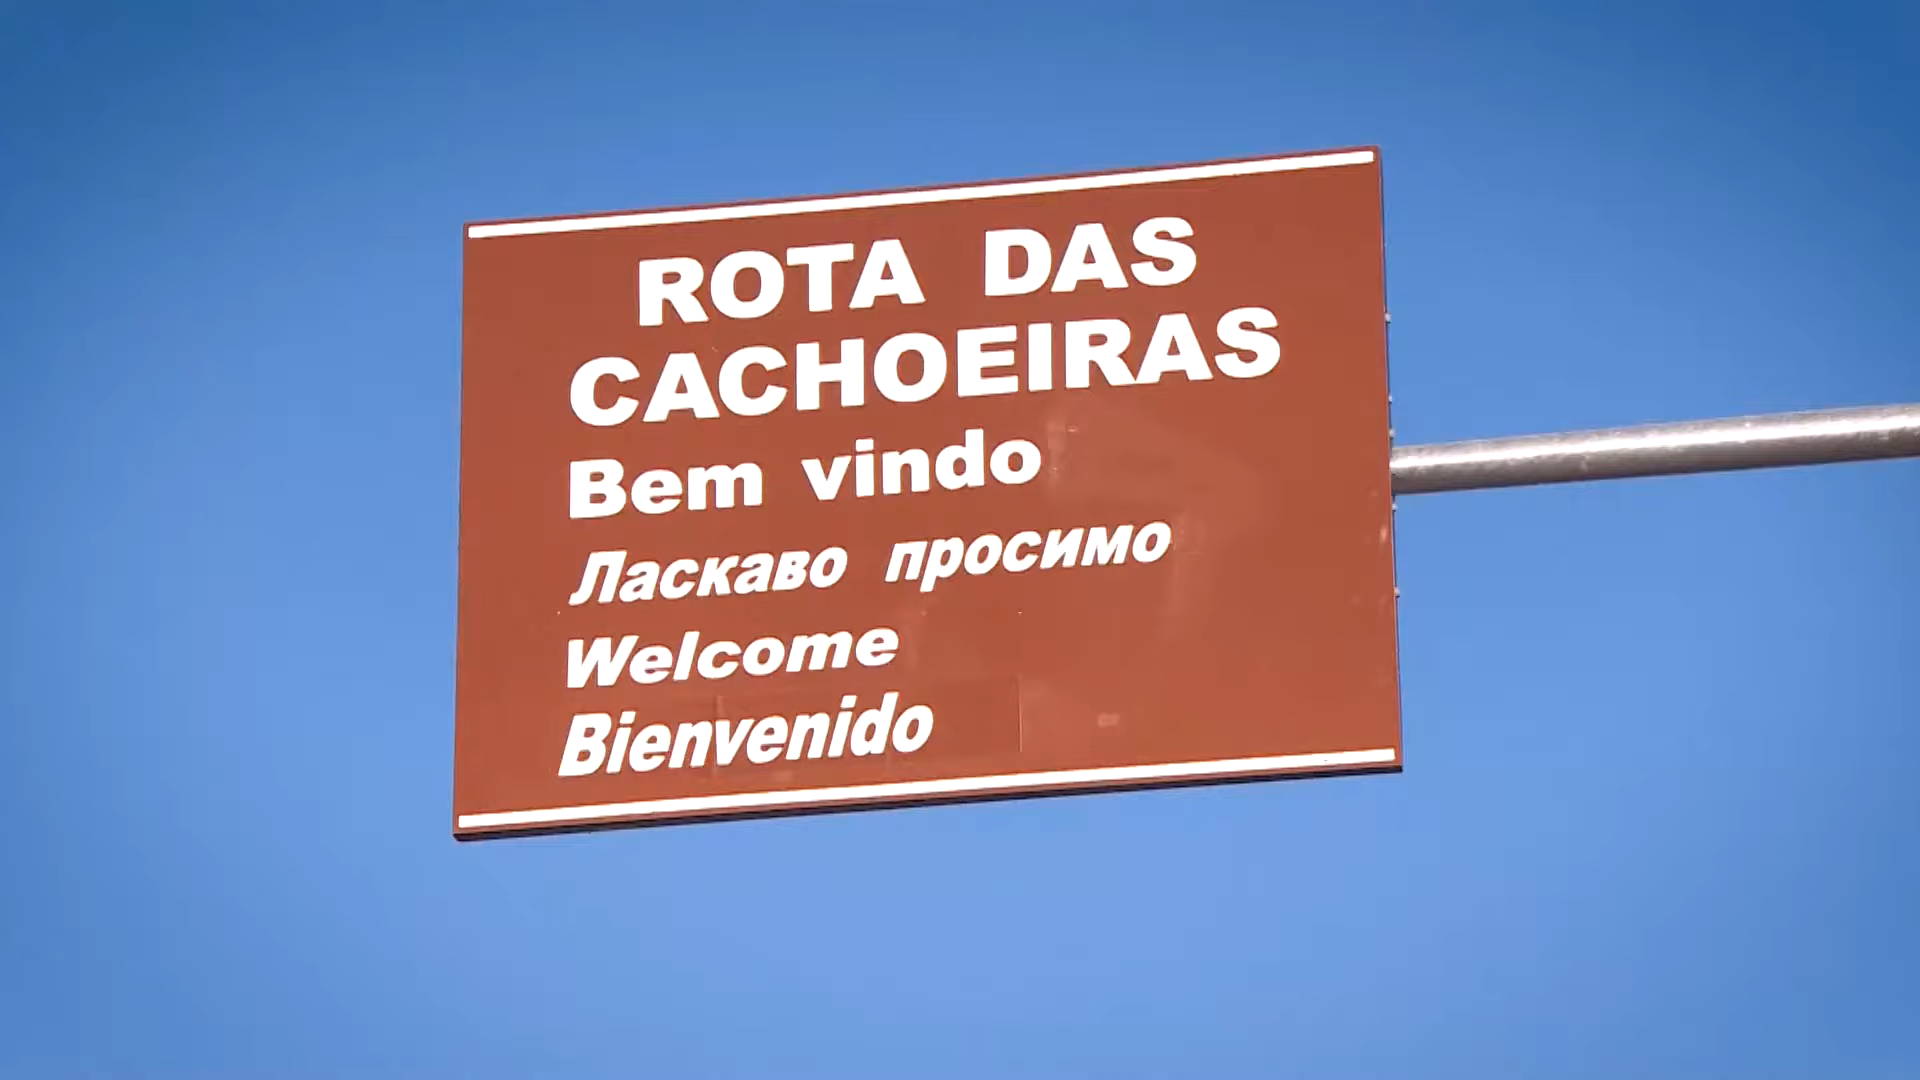 ROTA DAS
CACHOEIRAS
Bem vindo
Ласкаво просимо
Welcome
Bienvenido